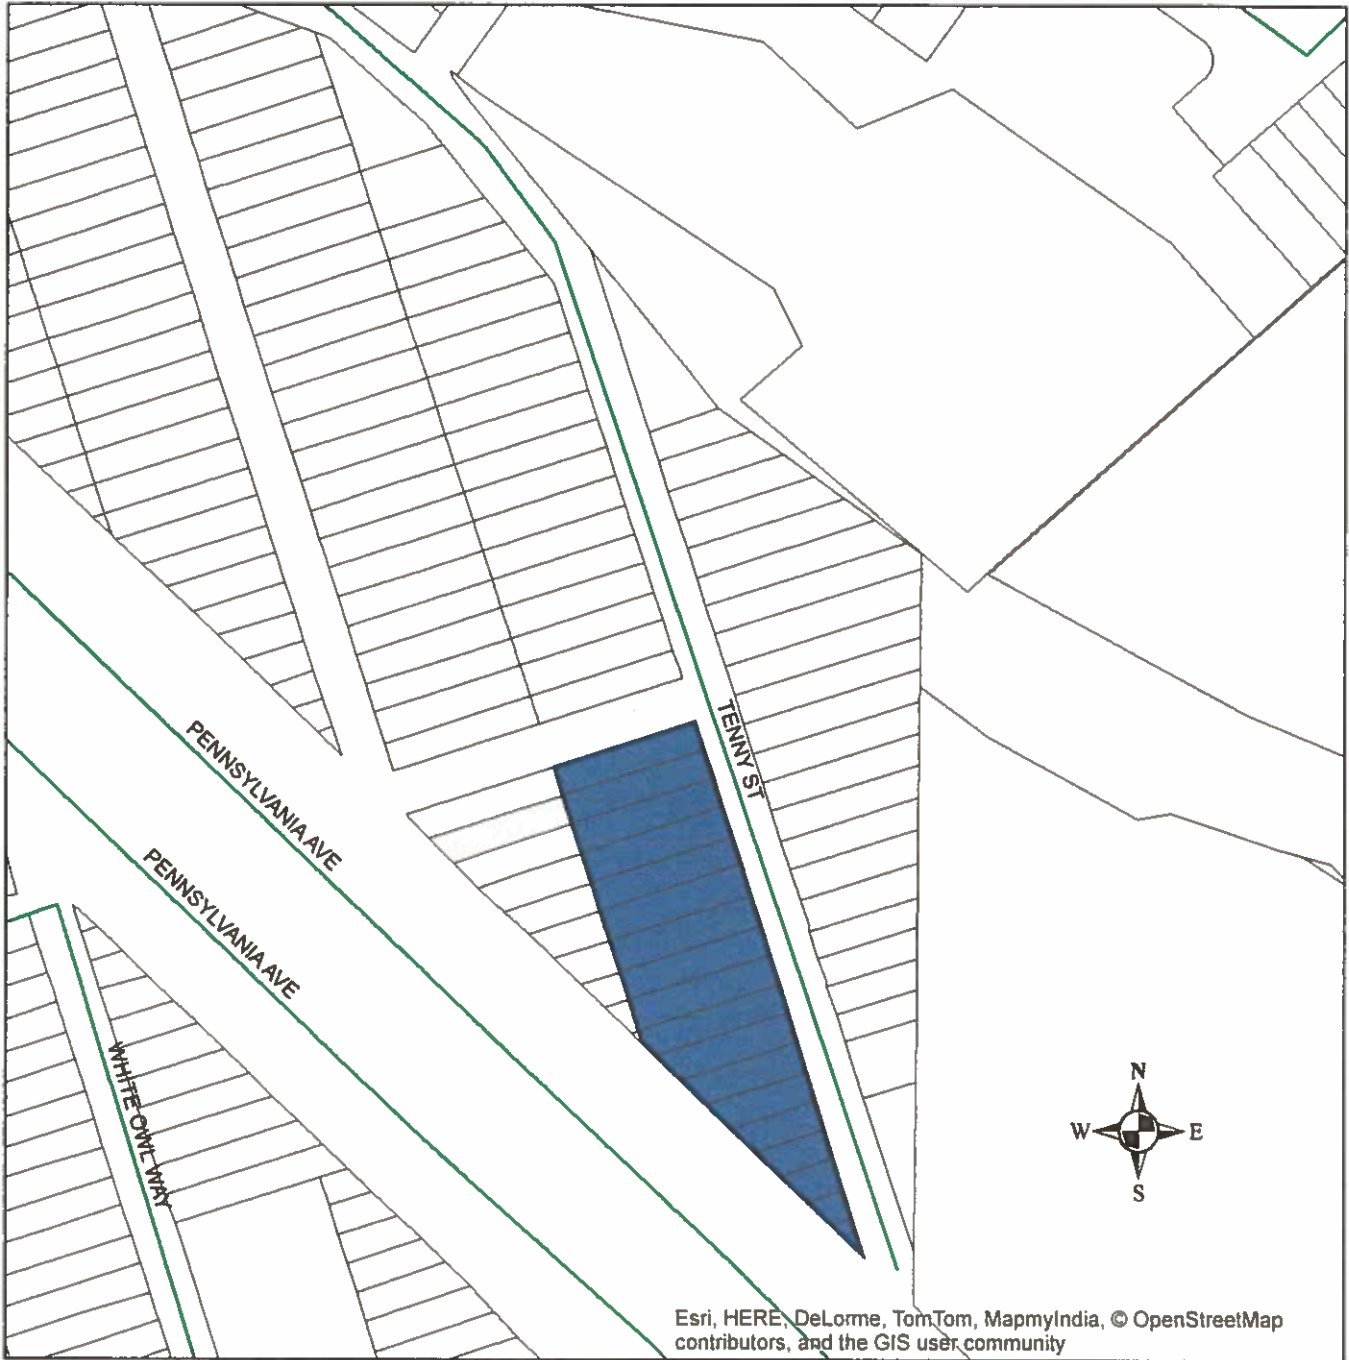 TENNY ST
PENNSYLVANIA AVE
PENNSYLVANIA AVE
WHITE OWL WAY
N
W E
S
Esri, HERE, DeLorme, TomTom, MapmyIndia, © OpenStreetMap
contributors, and the GIS user community